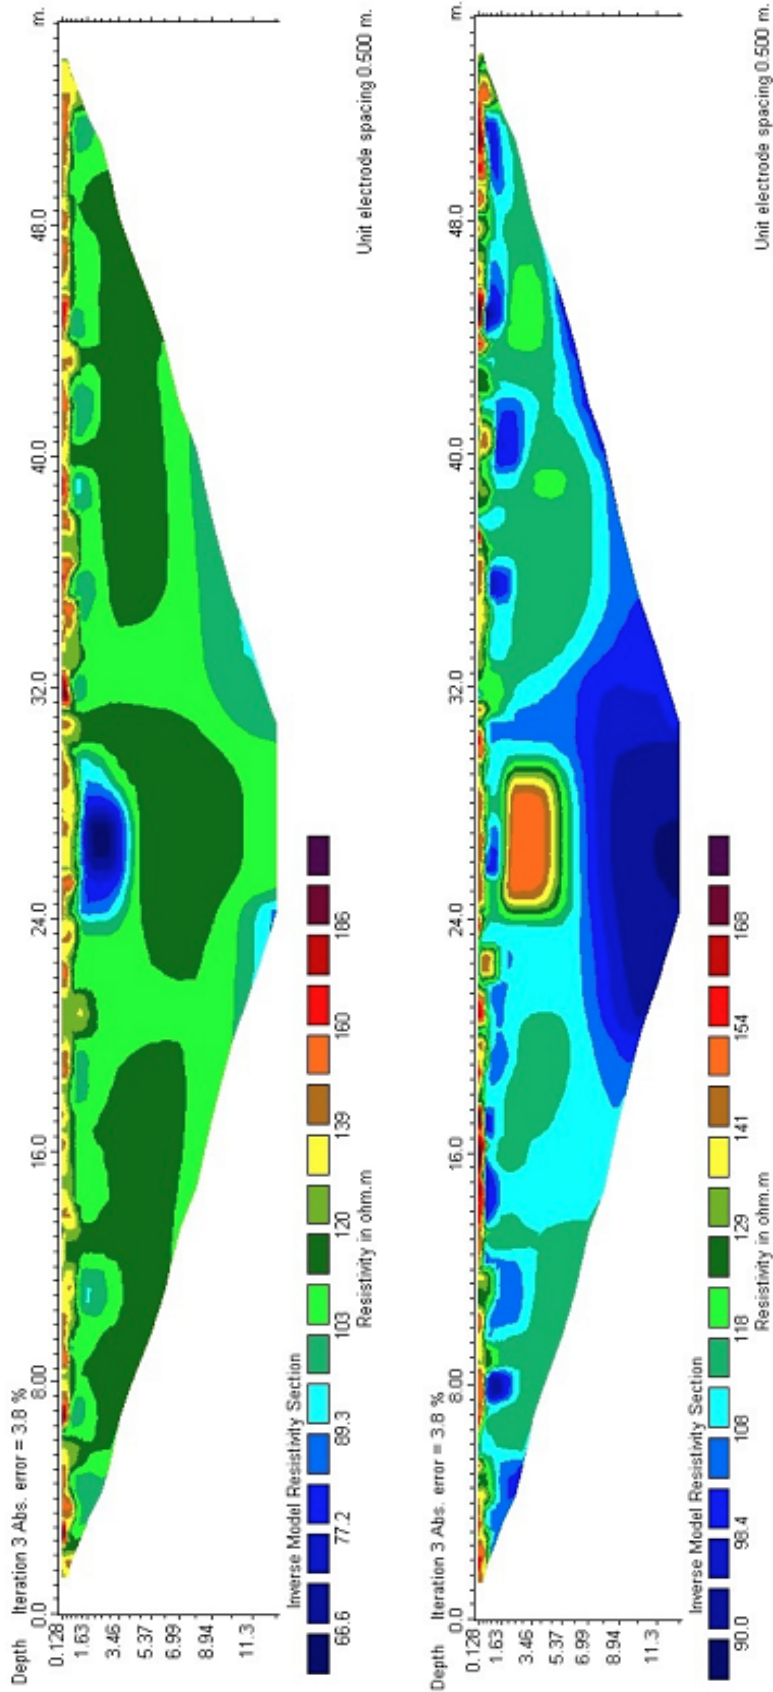 Depth Iteration 3 Abs. error = 3.8 %
0.0 8.00 16.0 24.0 32.0 40.0 48.0 m.
0.128
1.63
3.46
5.37
6.99
8.94
11.3
Inverse Model Resistivity Section
66.6 77.2 89.3 103 120 139 160 186
Resistivity in ohm.m
Unit electrode spacing 0.500 m.
Depth Iteration 3 Abs. error = 3.8 %
0.0 8.00 16.0 24.0 32.0 40.0 48.0 m.
0.128
1.63
3.46
5.37
6.99
8.94
11.3
Inverse Model Resistivity Section
90.0 98.4 108 118 129 141 154 168
Resistivity in ohm.m
Unit electrode spacing 0.500 m.